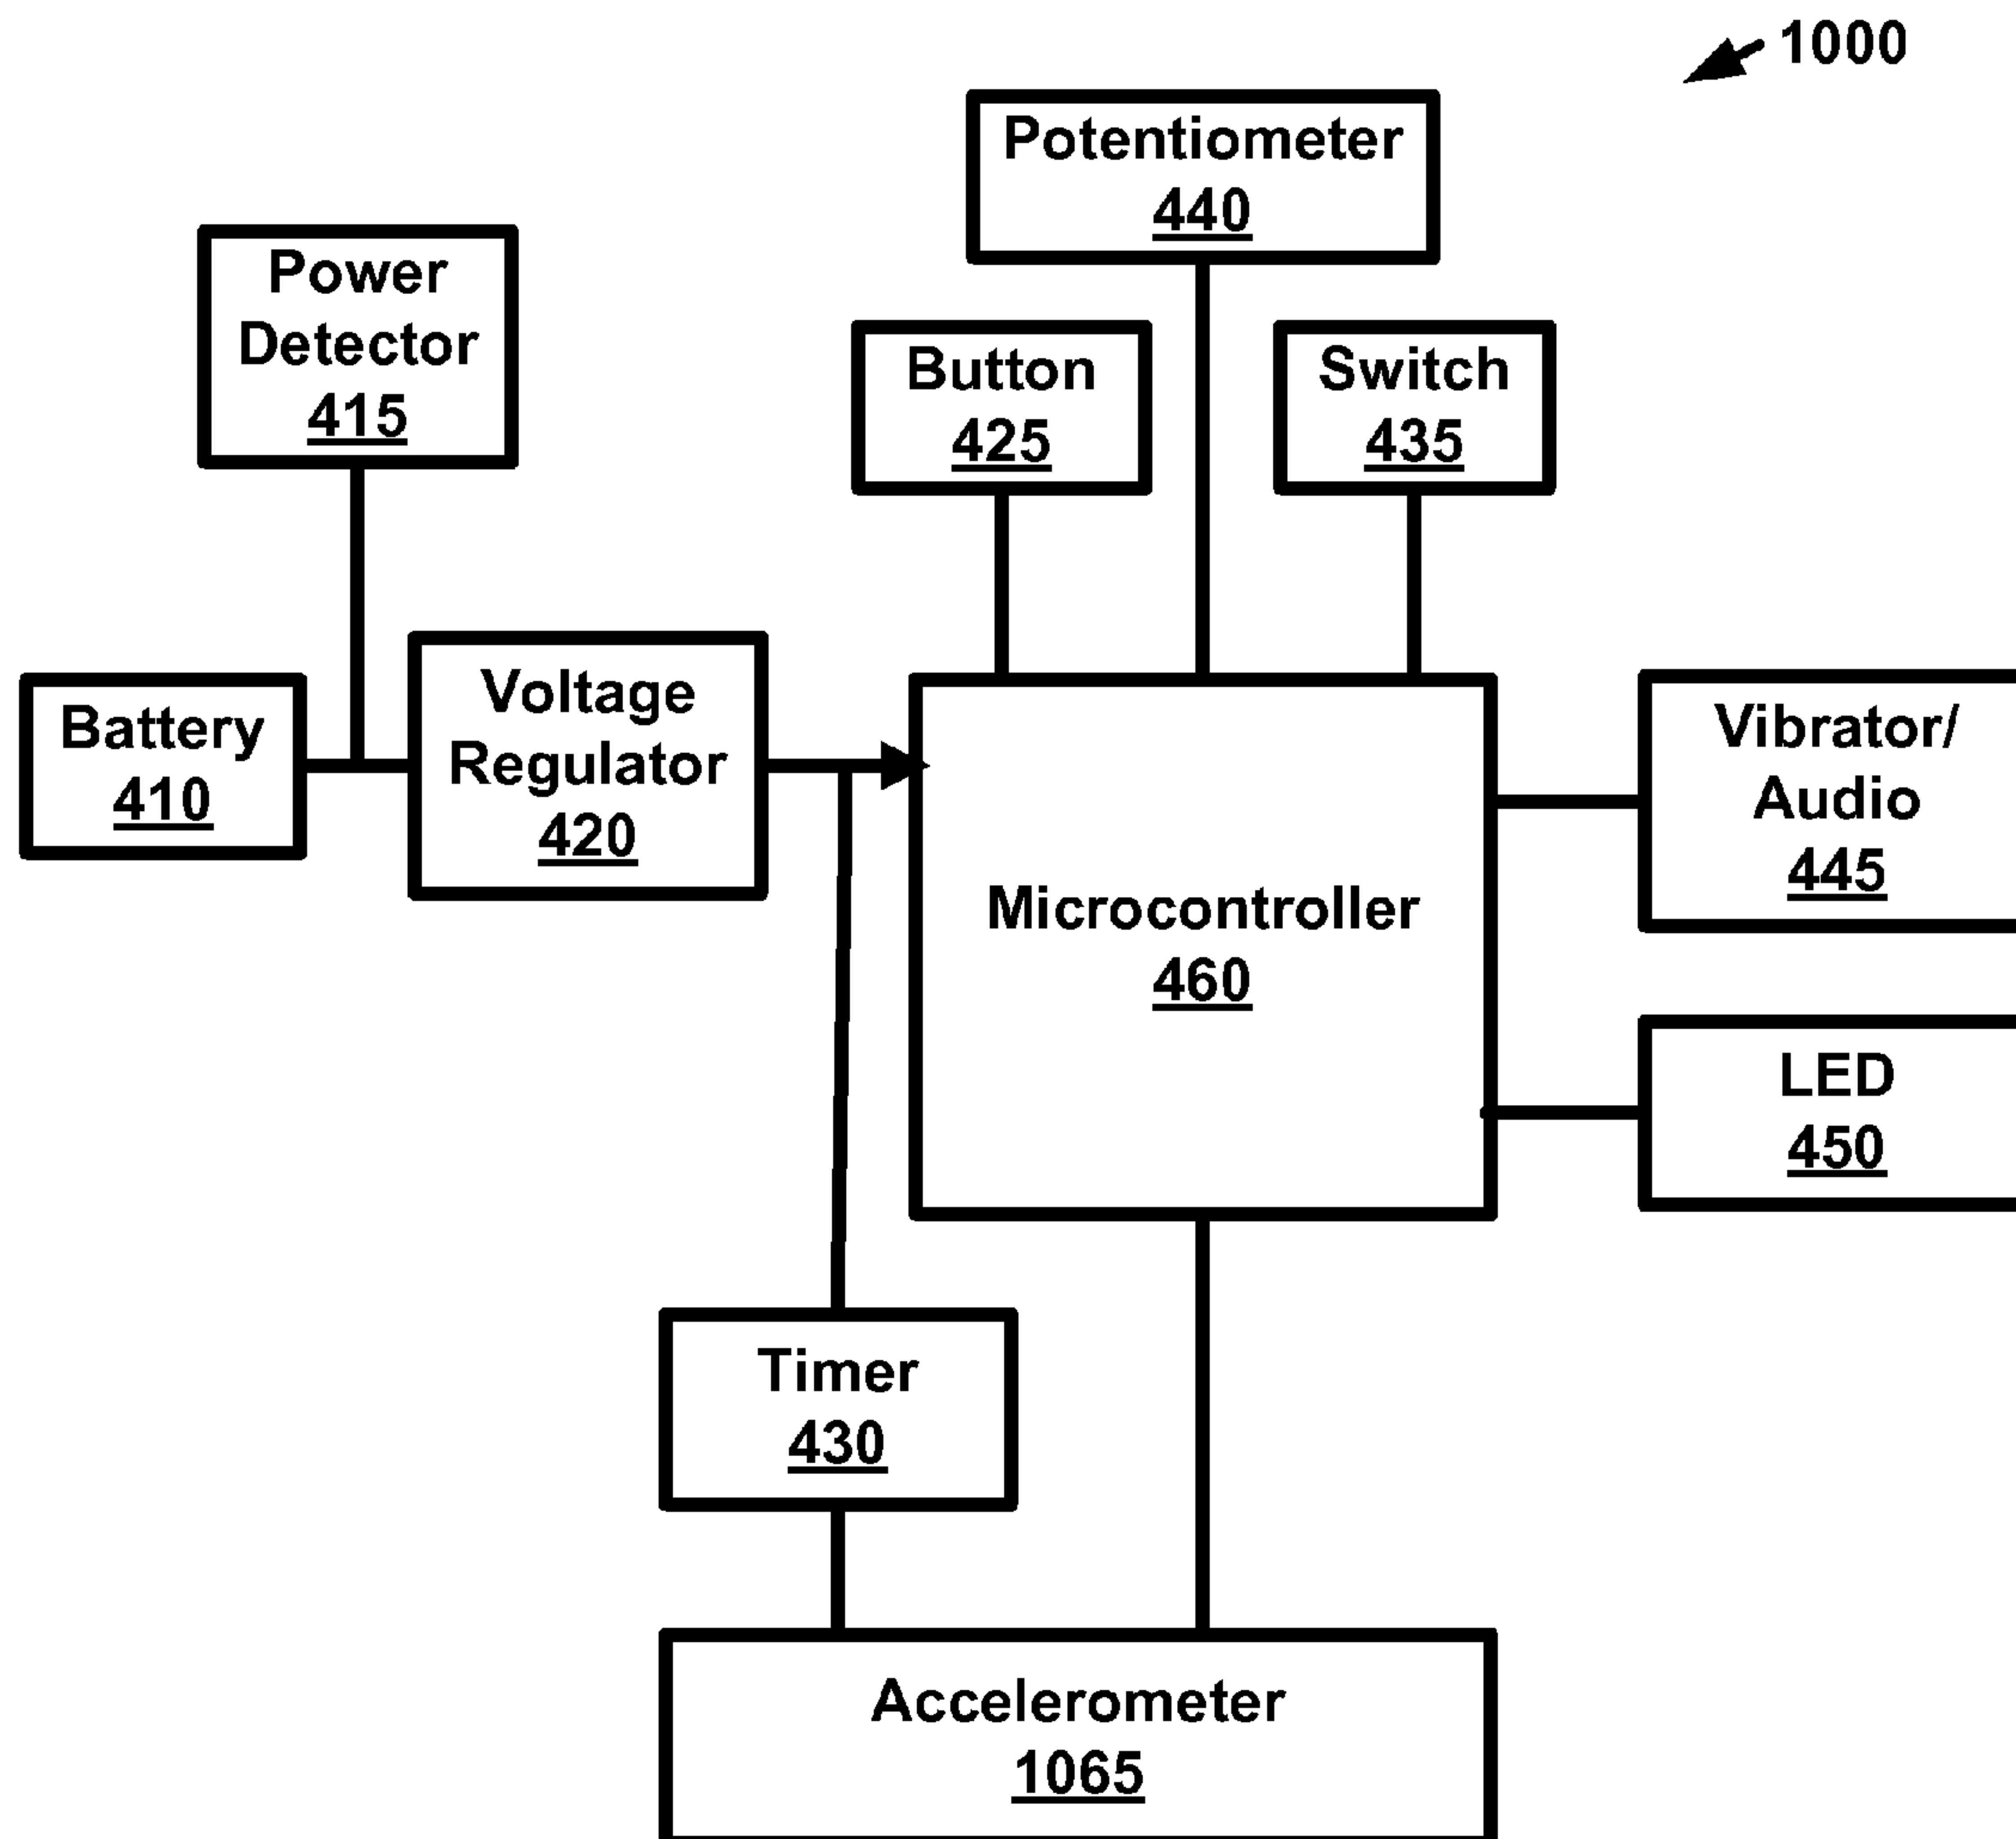 1000
Potentiometer
440
Power
Detector
415
Button
425
Switch
435
Battery
410
Voltage
Regulator
420
Microcontroller
460
Vibrator/
Audio
445
LED
450
Timer
430
Accelerometer
1065